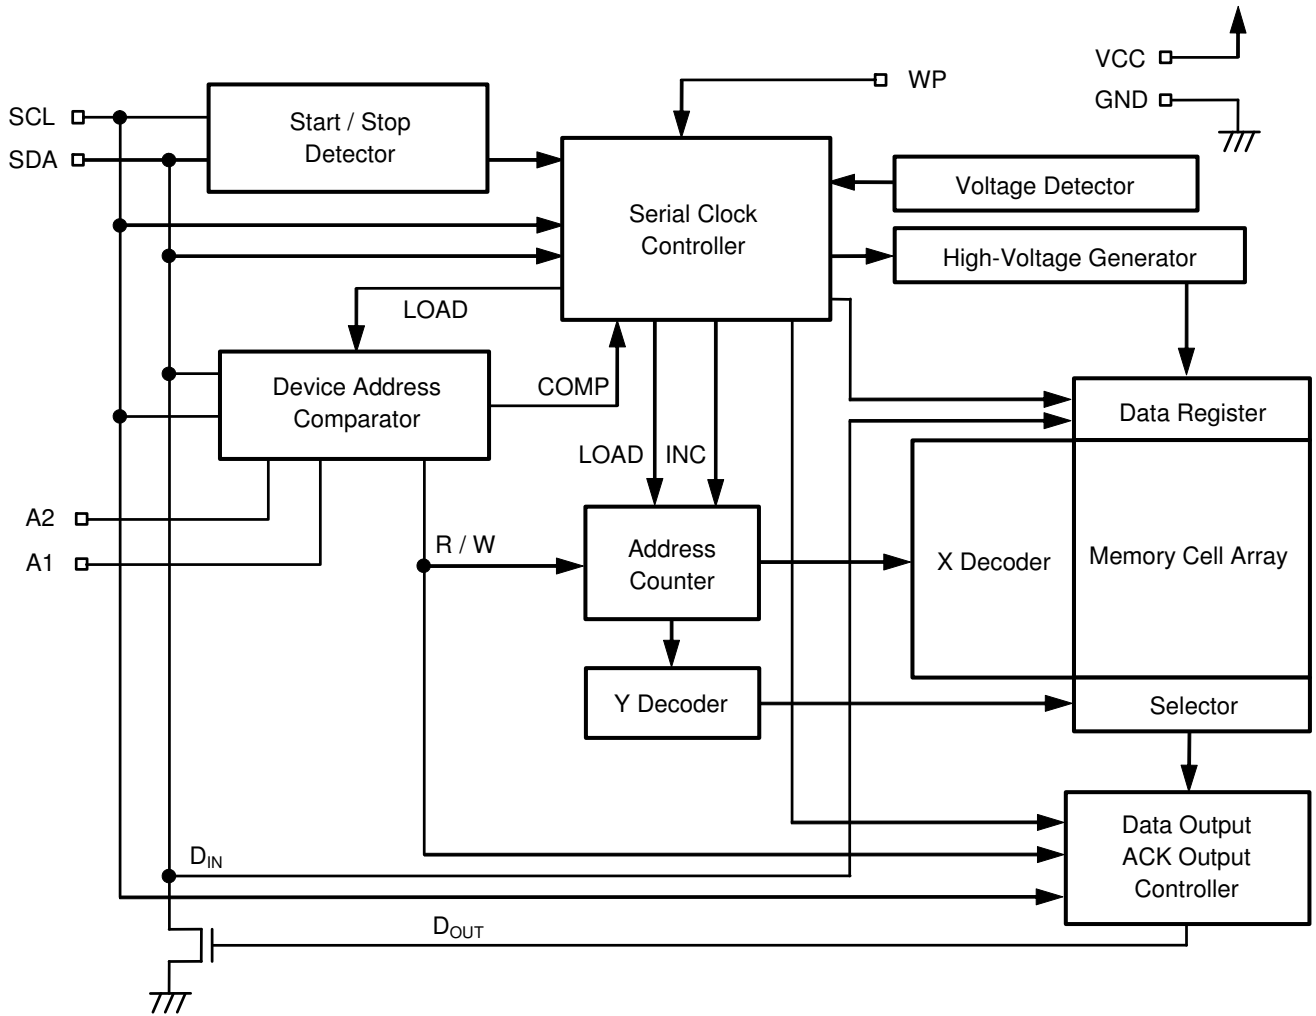 VCC
WP
GND
SCL
SDA
Start / Stop
Detector
Voltage Detector
Serial Clock
Controller
High-Voltage Generator
LOAD
Device Address
Comparator
COMP
Data Register
LOAD
INC
A2
A1
R / W
Address
Counter
X Decoder
Memory Cell Array
Y Decoder
Selector
Data Output
ACK Output
Controller
DIN
DOUT